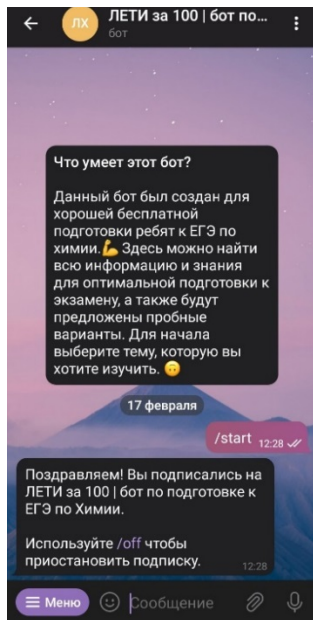 ЛХ
ЛЕТИ за 100 | бот по...
бот
Что умеет этот бот?
Данный бот был создан для
хорошей бесплатной
подготовки ребят к ЕГЭ по
химии.💪 Здесь можно найти
всю информацию и знания
для оптимальной подготовки к
экзамену, а также будут
предложены пробные
варианты. Для начала
выберите тему, которую вы
хотите изучить. 🙃
17 февраля
/start 12:28
Поздравляем! Вы подписались на
ЛЕТИ за 100 | бот по подготовке к
ЕГЭ по Химии.
Используйте /off чтобы
приостановить подписку. 12:28
Меню Сообщение